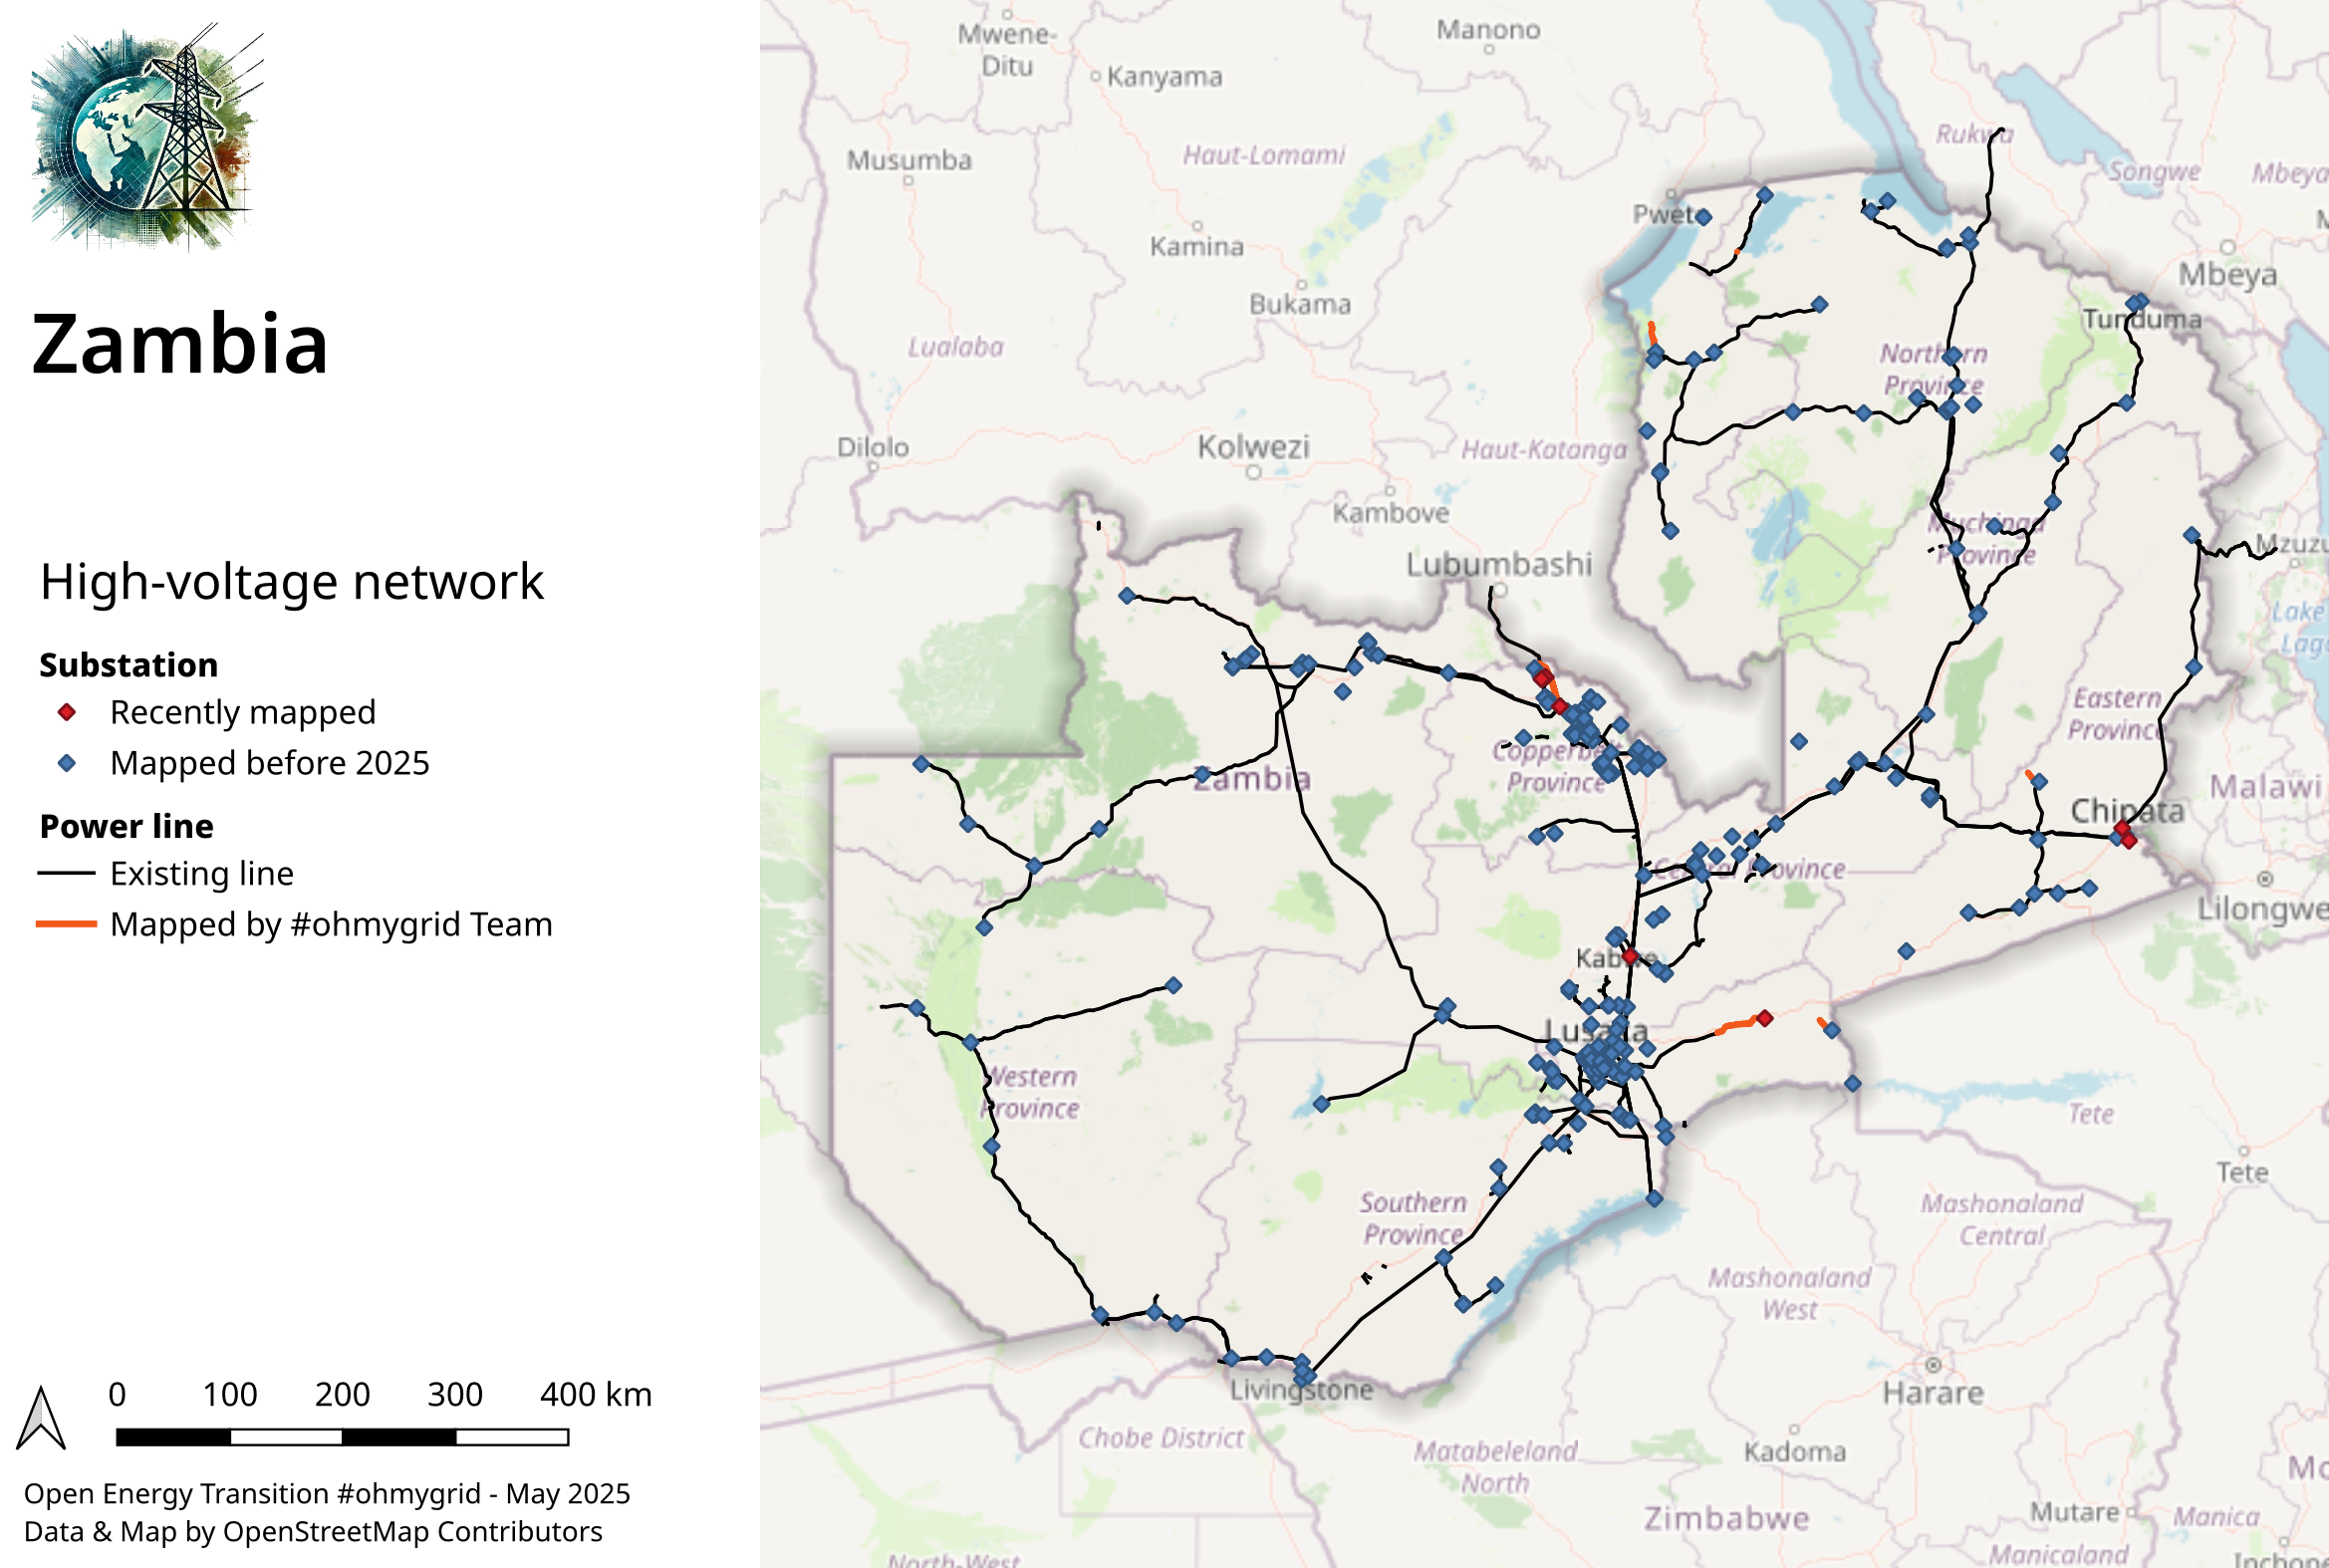 Zambia
High-voltage network
Substation
Recently mapped
Mapped before 2025
Power line
Existing line
Mapped by #ohmygrid Team
0 100 200 300 400 km
Open Energy Transition #ohmygrid - May 2025
Data & Map by OpenStreetMap Contributors
Mwene-
Ditu
Manono
Kanyama
Musumba
Haut-Lomami
Rukwa
Songwe
Mbeya
Pweto
Kamina
Mbeya
Bukama
Lualaba
Tunduma
Northern
Province
Dilolo
Kolwezi
Haut-Katanga
Kambove
Muchinga
Province
Mzuzu
Lubumbashi
Lake
Eastern
Province
Copperbelt
Province
Zambia
Malawi
Chipata
Central Province
Lilongwe
Kabwe
Lusaka
Western
Province
Tete
Tete
Southern
Province
Mashonaland
Central
Mashonaland
West
Livingstone
Harare
Chobe District
Matabeleland
North
Kadoma
Zimbabwe
Mutare
Manica
Manicaland
North-West